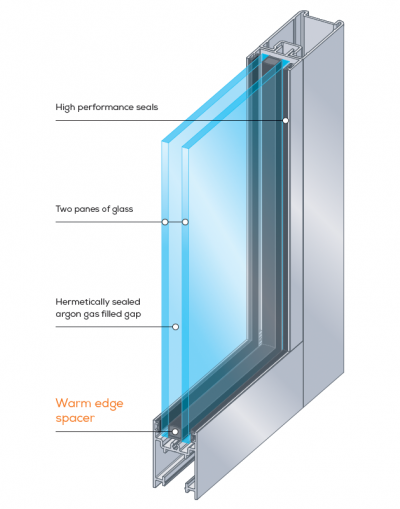 High performance seals
Two panes of glass
Hermetically sealed
argon gas filled gap
Warm edge
spacer